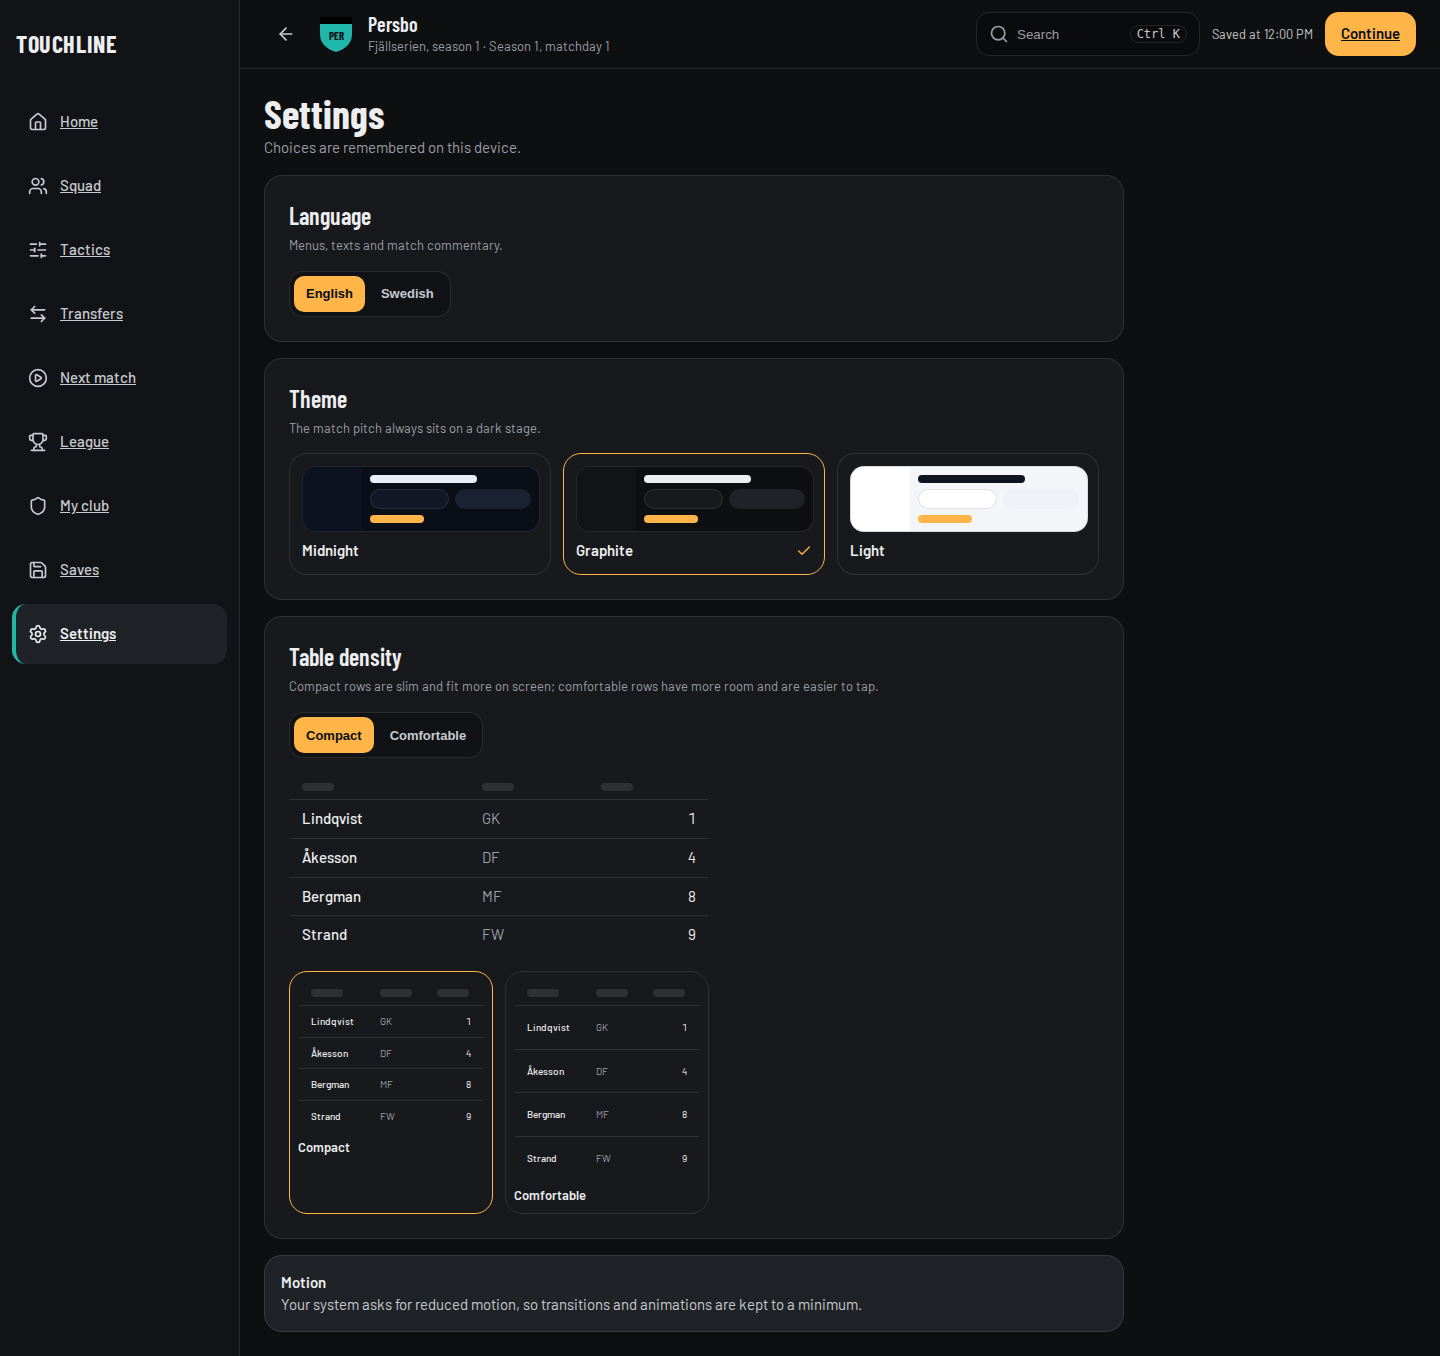 TOUCHLINE
Home
Squad
Tactics
Transfers
Next match
League
My club
Saves
Settings
PER
Persbo
Fjällserien, season 1 · Season 1, matchday 1
Search
Ctrl K
Saved at 12:00 PM
Continue
Settings
Choices are remembered on this device.
Language
Menus, texts and match commentary.
English Swedish
Theme
The match pitch always sits on a dark stage.
Midnight
Graphite
Light
Table density
Compact rows are slim and fit more on screen; comfortable rows have more room and are easier to tap.
Compact Comfortable
Lindqvist GK 1
Åkesson DF 4
Bergman MF 8
Strand FW 9
Lindqvist GK 1
Åkesson DF 4
Bergman MF 8
Strand FW 9
Compact
Lindqvist GK 1
Åkesson DF 4
Bergman MF 8
Strand FW 9
Comfortable
Motion
Your system asks for reduced motion, so transitions and animations are kept to a minimum.